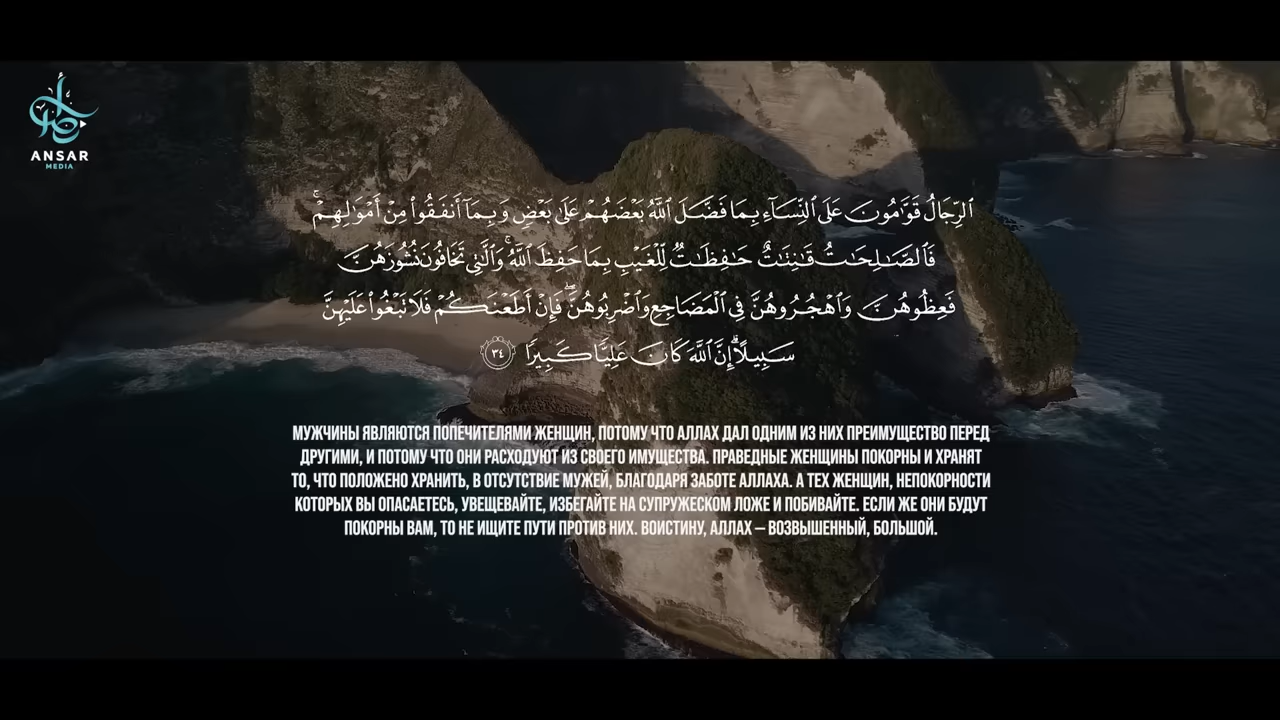 ANSAR
MEDIA
ٱلرِّجَالُ قَوَّٰمُونَ عَلَى ٱلنِّسَآءِ بِمَا فَضَّلَ ٱللَّهُ بَعْضَهُمْ عَلَىٰ بَعْضٍ وَبِمَآ أَنفَقُوا۟ مِنْ أَمْوَٰلِهِمْ ۚ
فَٱلصَّٰلِحَٰتُ قَٰنِتَٰتٌ حَٰفِظَٰتٌ لِّلْغَيْبِ بِمَا حَفِظَ ٱللَّهُ ۚ وَٱلَّٰتِى تَخَافُونَ نُشُوزَهُنَّ
فَعِظُوهُنَّ وَٱهْجُرُوهُنَّ فِى ٱلْمَضَاجِعِ وَٱضْرِبُوهُنَّ ۖ فَإِنْ أَطَعْنَكُمْ فَلَا تَبْغُوا۟ عَلَيْهِنَّ
سَبِيلًا ۗ إِنَّ ٱللَّهَ كَانَ عَلِيًّا كَبِيرًا ٣٤
МУЖЧИНЫ ЯВЛЯЮТСЯ ПОПЕЧИТЕЛЯМИ ЖЕНЩИН, ПОТОМУ ЧТО АЛЛАХ ДАЛ ОДНИМ ИЗ НИХ ПРЕИМУЩЕСТВО ПЕРЕД
ДРУГИМИ, И ПОТОМУ ЧТО ОНИ РАСХОДУЮТ ИЗ СВОЕГО ИМУЩЕСТВА. ПРАВЕДНЫЕ ЖЕНЩИНЫ ПОКОРНЫ И ХРАНЯТ
ТО, ЧТО ПОЛОЖЕНО ХРАНИТЬ, В ОТСУТСТВИЕ МУЖЕЙ, БЛАГОДАРЯ ЗАБОТЕ АЛЛАХА. А ТЕХ ЖЕНЩИН, НЕПОКОРНОСТИ
КОТОРЫХ ВЫ ОПАСАЕТЕСЬ, УВЕЩЕВАЙТЕ, ИЗБЕГАЙТЕ НА СУПРУЖЕСКОМ ЛОЖЕ И ПОБИВАЙТЕ. ЕСЛИ ЖЕ ОНИ БУДУТ
ПОКОРНЫ ВАМ, ТО НЕ ИЩИТЕ ПУТИ ПРОТИВ НИХ. ВОИСТИНУ, АЛЛАХ — ВОЗВЫШЕННЫЙ, БОЛЬШОЙ.